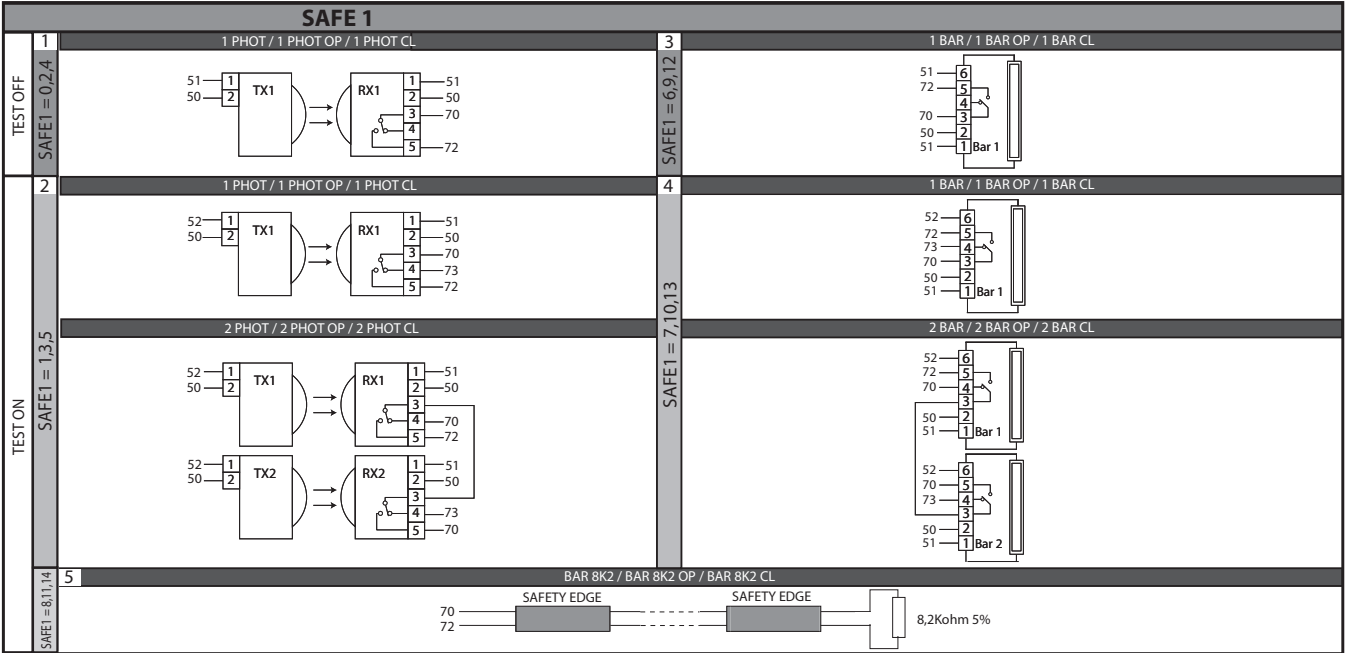 SAFE 1
TEST OFF
SAFE1 = 0,2,4
1
1 PHOT / 1 PHOT OP / 1 PHOT CL
51 1 TX1 RX1 1 51
50 2 2 50
3 70
4
5 72
SAFE1 = 6,9,12
3
1 BAR / 1 BAR OP / 1 BAR CL
51 6
72 5
4
70 3
50 2
51 1 Bar 1
TEST ON
SAFE1 = 1,3,5
2
1 PHOT / 1 PHOT OP / 1 PHOT CL
52 1 TX1 RX1 1 51
50 2 2 50
3 70
4 73
5 72
2 PHOT / 2 PHOT OP / 2 PHOT CL
52 1 TX1 RX1 1 51
50 2 2 50
3
4 70
5 72
52 1 TX2 RX2 1 51
50 2 2 50
3
4 73
5 70
SAFE1 = 7,10,13
4
1 BAR / 1 BAR OP / 1 BAR CL
52 6
72 5
73 4
70 3
50 2
51 1 Bar 1
2 BAR / 2 BAR OP / 2 BAR CL
52 6
72 5
70 4
3
50 2
51 1 Bar 1
52 6
70 5
73 4
3
50 2
51 1 Bar 2
SAFE1 = 8,11,14
5
BAR 8K2 / BAR 8K2 OP / BAR 8K2 CL
SAFETY EDGE SAFETY EDGE
70
72
8,2Kohm 5%